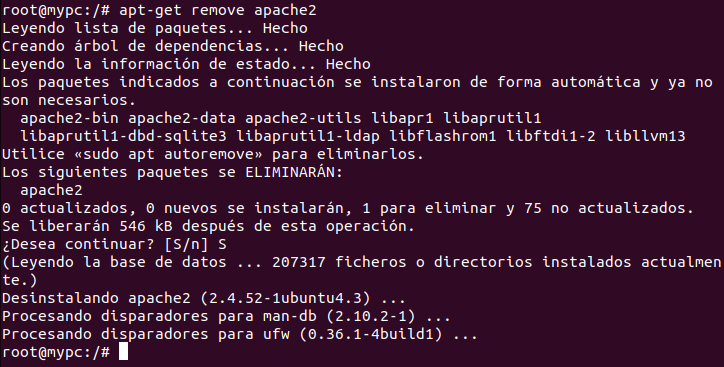 root@mypc:/# apt-get remove apache2
Leyendo lista de paquetes... Hecho
Creando árbol de dependencias... Hecho
Leyendo la información de estado... Hecho
Los paquetes indicados a continuación se instalaron de forma automática y ya no
son necesarios.
  apache2-bin apache2-data apache2-utils libapr1 libaprutil1
  libaprutil1-dbd-sqlite3 libaprutil1-ldap libflashrom1 libftdi1-2 libllvm13
Utilice «sudo apt autoremove» para eliminarlos.
Los siguientes paquetes se ELIMINARÁN:
  apache2
0 actualizados, 0 nuevos se instalarán, 1 para eliminar y 75 no actualizados.
Se liberarán 546 kB después de esta operación.
¿Desea continuar? [S/n] S
(Leyendo la base de datos ... 207317 ficheros o directorios instalados actualmen
te.)
Desinstalando apache2 (2.4.52-1ubuntu4.3) ...
Procesando disparadores para man-db (2.10.2-1) ...
Procesando disparadores para ufw (0.36.1-4build1) ...
root@mypc:/#